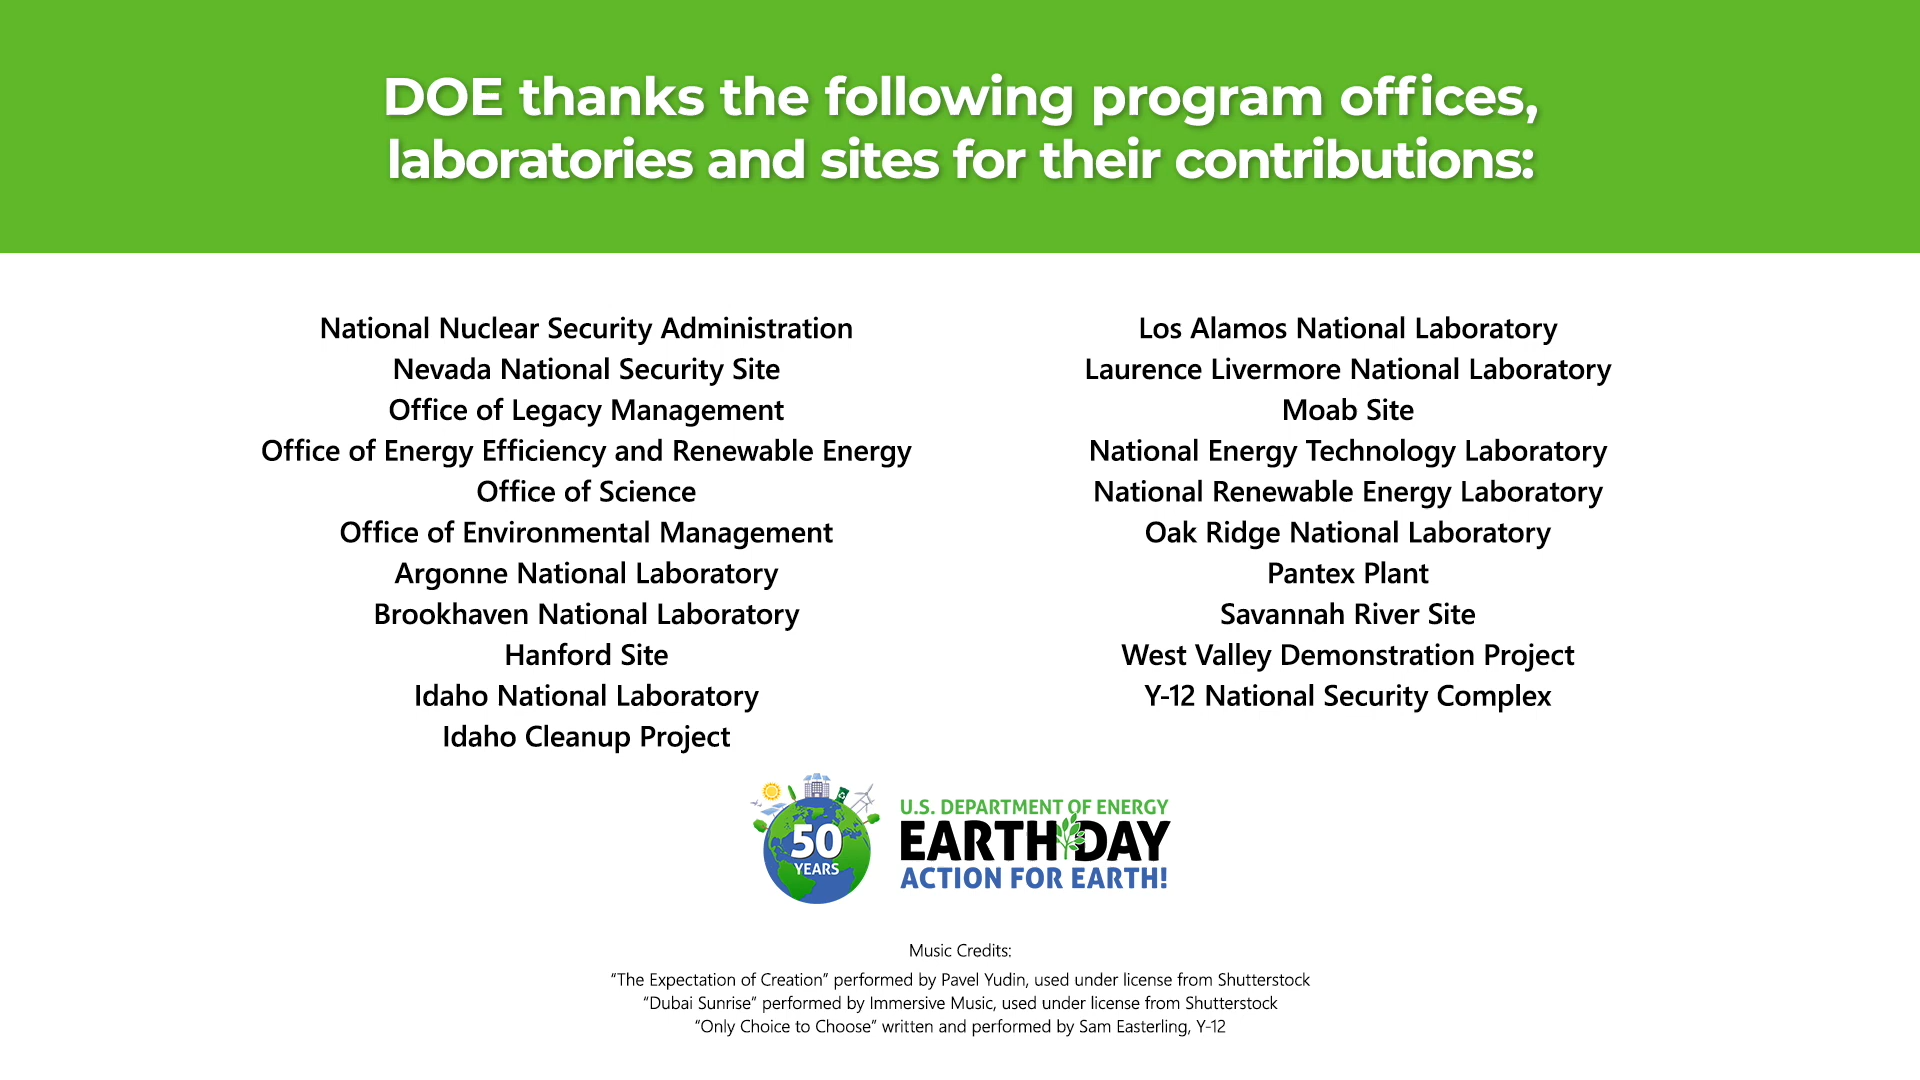 DOE thanks the following program offices,
laboratories and sites for their contributions:
National Nuclear Security Administration
Nevada National Security Site
Office of Legacy Management
Office of Energy Efficiency and Renewable Energy
Office of Science
Office of Environmental Management
Argonne National Laboratory
Brookhaven National Laboratory
Hanford Site
Idaho National Laboratory
Idaho Cleanup Project
Los Alamos National Laboratory
Laurence Livermore National Laboratory
Moab Site
National Energy Technology Laboratory
National Renewable Energy Laboratory
Oak Ridge National Laboratory
Pantex Plant
Savannah River Site
West Valley Demonstration Project
Y-12 National Security Complex
50
YEARS
U.S. DEPARTMENT OF ENERGY
EARTH DAY
ACTION FOR EARTH!
Music Credits:
“The Expectation of Creation” performed by Pavel Yudin, used under license from Shutterstock
“Dubai Sunrise” performed by Immersive Music, used under license from Shutterstock
“Only Choice to Choose” written and performed by Sam Easterling, Y-12